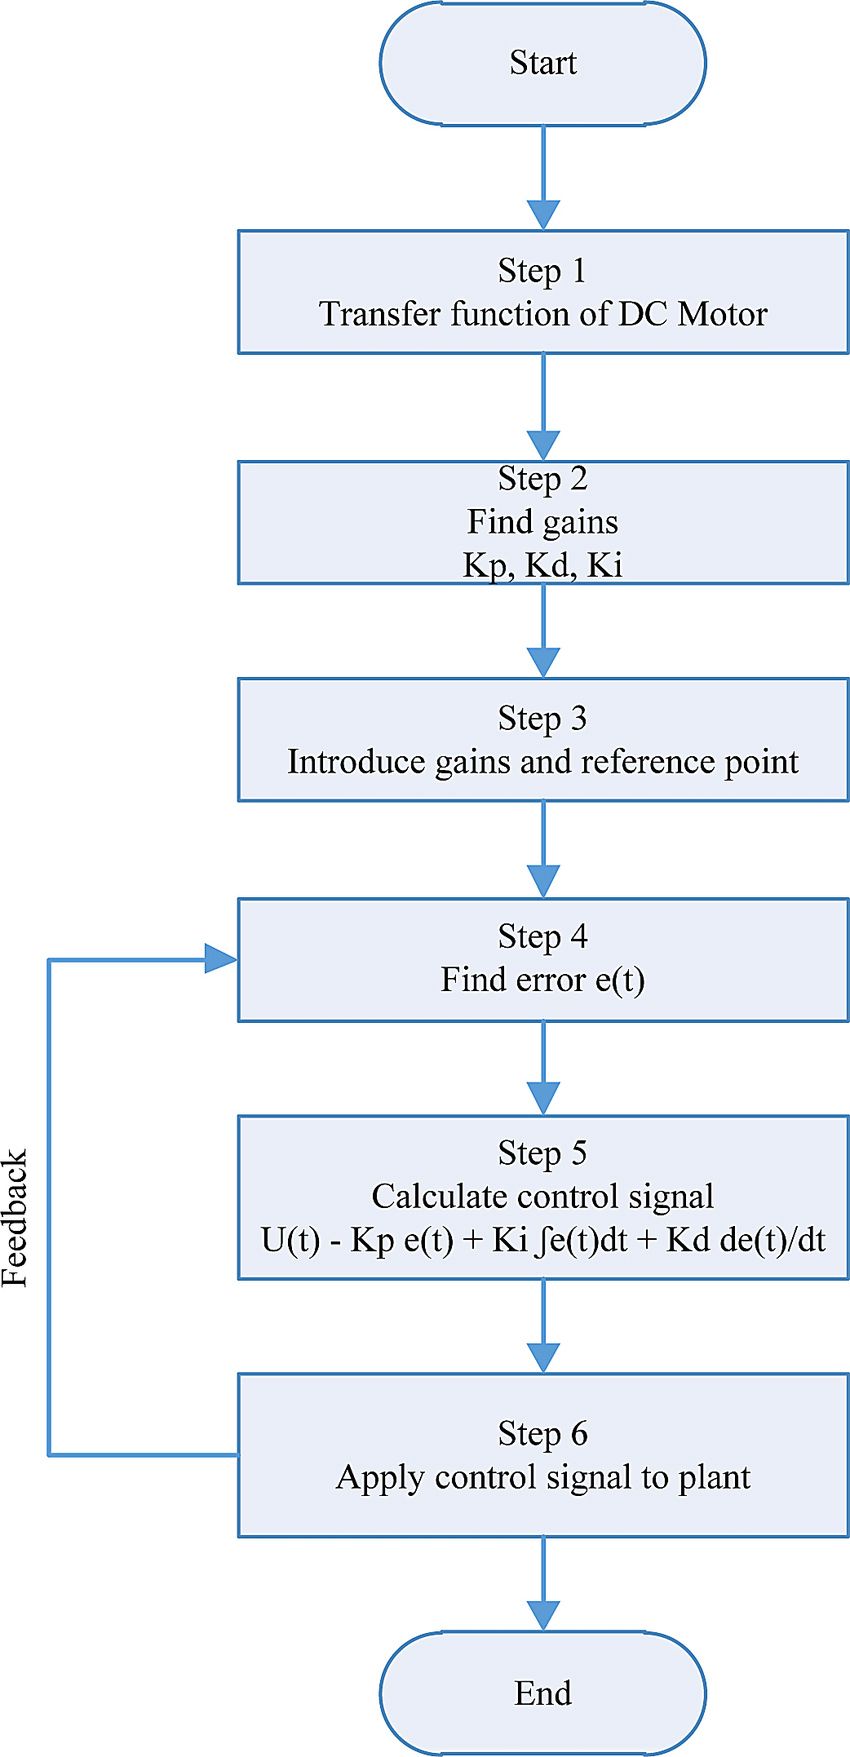 Start
Step 1
Transfer function of DC Motor
Step 2
Find gains
Kp, Kd, Ki
Step 3
Introduce gains and reference point
Step 4
Find error e(t)
Feedback
Step 5
Calculate control signal
U(t) - Kp e(t) + Ki ∫e(t)dt + Kd de(t)/dt
Step 6
Apply control signal to plant
End